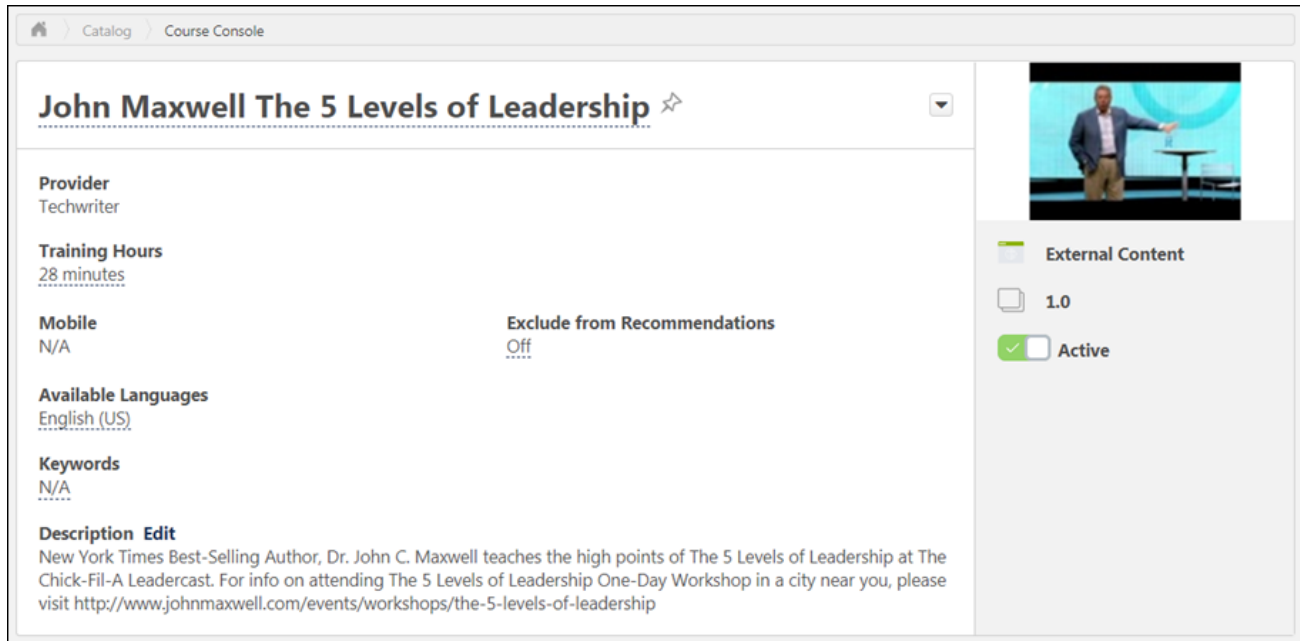 Catalog Course Console
John Maxwell The 5 Levels of Leadership
Provider
Techwriter
Training Hours
28 minutes
Mobile
N/A
Exclude from Recommendations
Off
Available Languages
English (US)
Keywords
N/A
Description Edit
New York Times Best-Selling Author, Dr. John C. Maxwell teaches the high points of The 5 Levels of Leadership at The
Chick-Fil-A Leadercast. For info on attending The 5 Levels of Leadership One-Day Workshop in a city near you, please
visit http://www.johnmaxwell.com/events/workshops/the-5-levels-of-leadership
External Content
1.0
Active